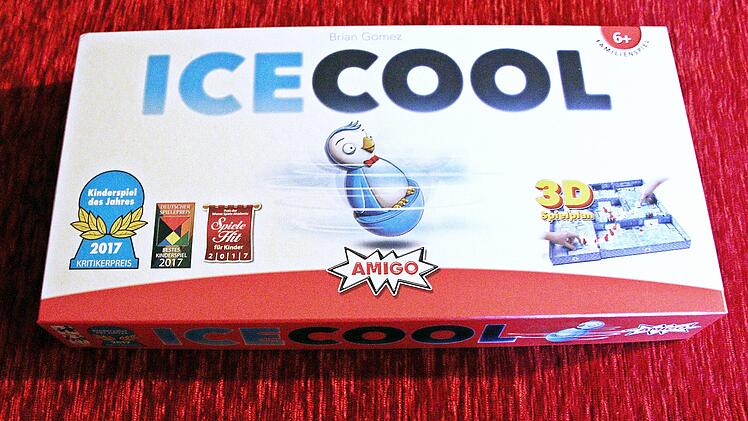 Brian Gomez
6+
FAMILIENSPIEL
ICECOOL
Kinderspiel
des Jahres
2017
KRITIKERPREIS
DEUTSCHER
SPIELEPREIS
BESTES
KINDERSPIEL
2017
Spiele
Hit
für Kinder
2017
3D
Spielplan
AMIGO
ICECOOL